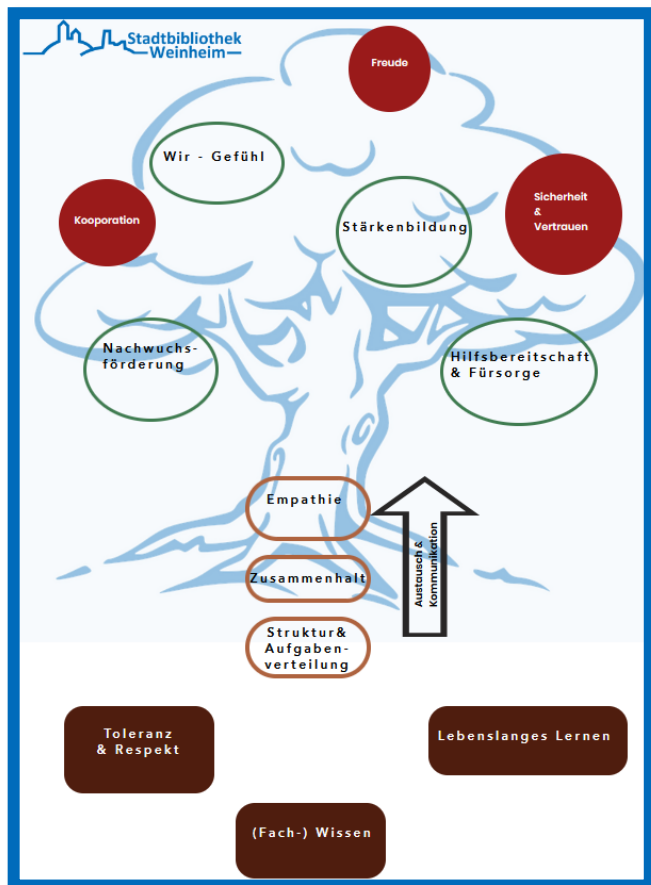 Stadtbibliothek
Weinheim
Freude
Wir - Gefühl
Kooperation
Stärkenbildung
Sicherheit
&
Vertrauen
Nachwuchs-
förderung
Hilfsbereitschaft
& Fürsorge
Empathie
Zusammenhalt
Struktur&
Aufgaben-
verteilung
Austausch &
Kommunikation
Toleranz
& Respekt
Lebenslanges Lernen
(Fach-) Wissen